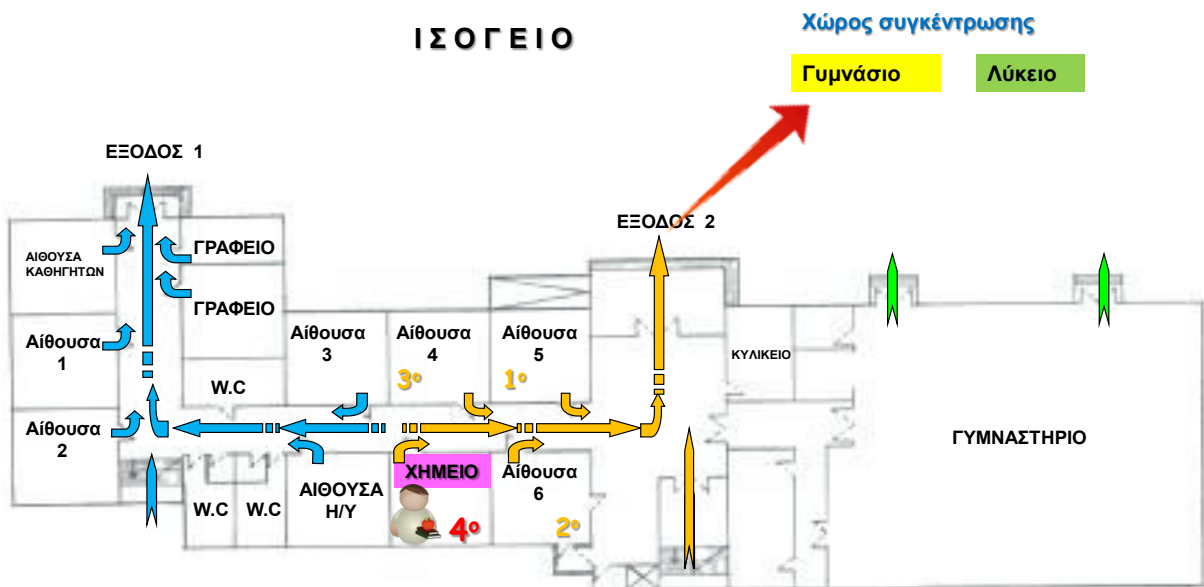 Ι Σ Ο Γ Ε Ι Ο
Χώρος συγκέντρωσης
Γυμνάσιο
Λύκειο
ΕΞΟΔΟΣ 1
ΕΞΟΔΟΣ 2
ΑΙΘΟΥΣΑ
ΚΑΘΗΓΗΤΩΝ
ΓΡΑΦΕΙΟ
ΓΡΑΦΕΙΟ
Αίθουσα
1
Αίθουσα
3
Αίθουσα
4
3ο
Αίθουσα
5
1ο
ΚΥΛΙΚΕΙΟ
W.C
Αίθουσα
2
ΓΥΜΝΑΣΤΗΡΙΟ
W.C
W.C
ΑΙΘΟΥΣΑ
Η/Υ
ΧΗΜΕΙΟ
4ο
Αίθουσα
6
2ο